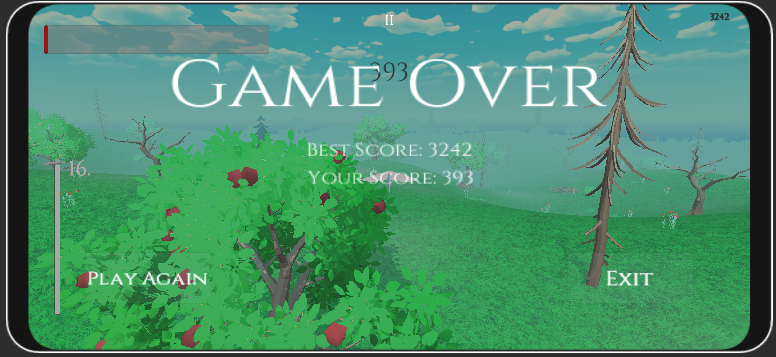 II
3242
393
GAME OVER
BEST SCORE: 3242
16.
YOUR SCORE: 393
PLAY AGAIN
EXIT